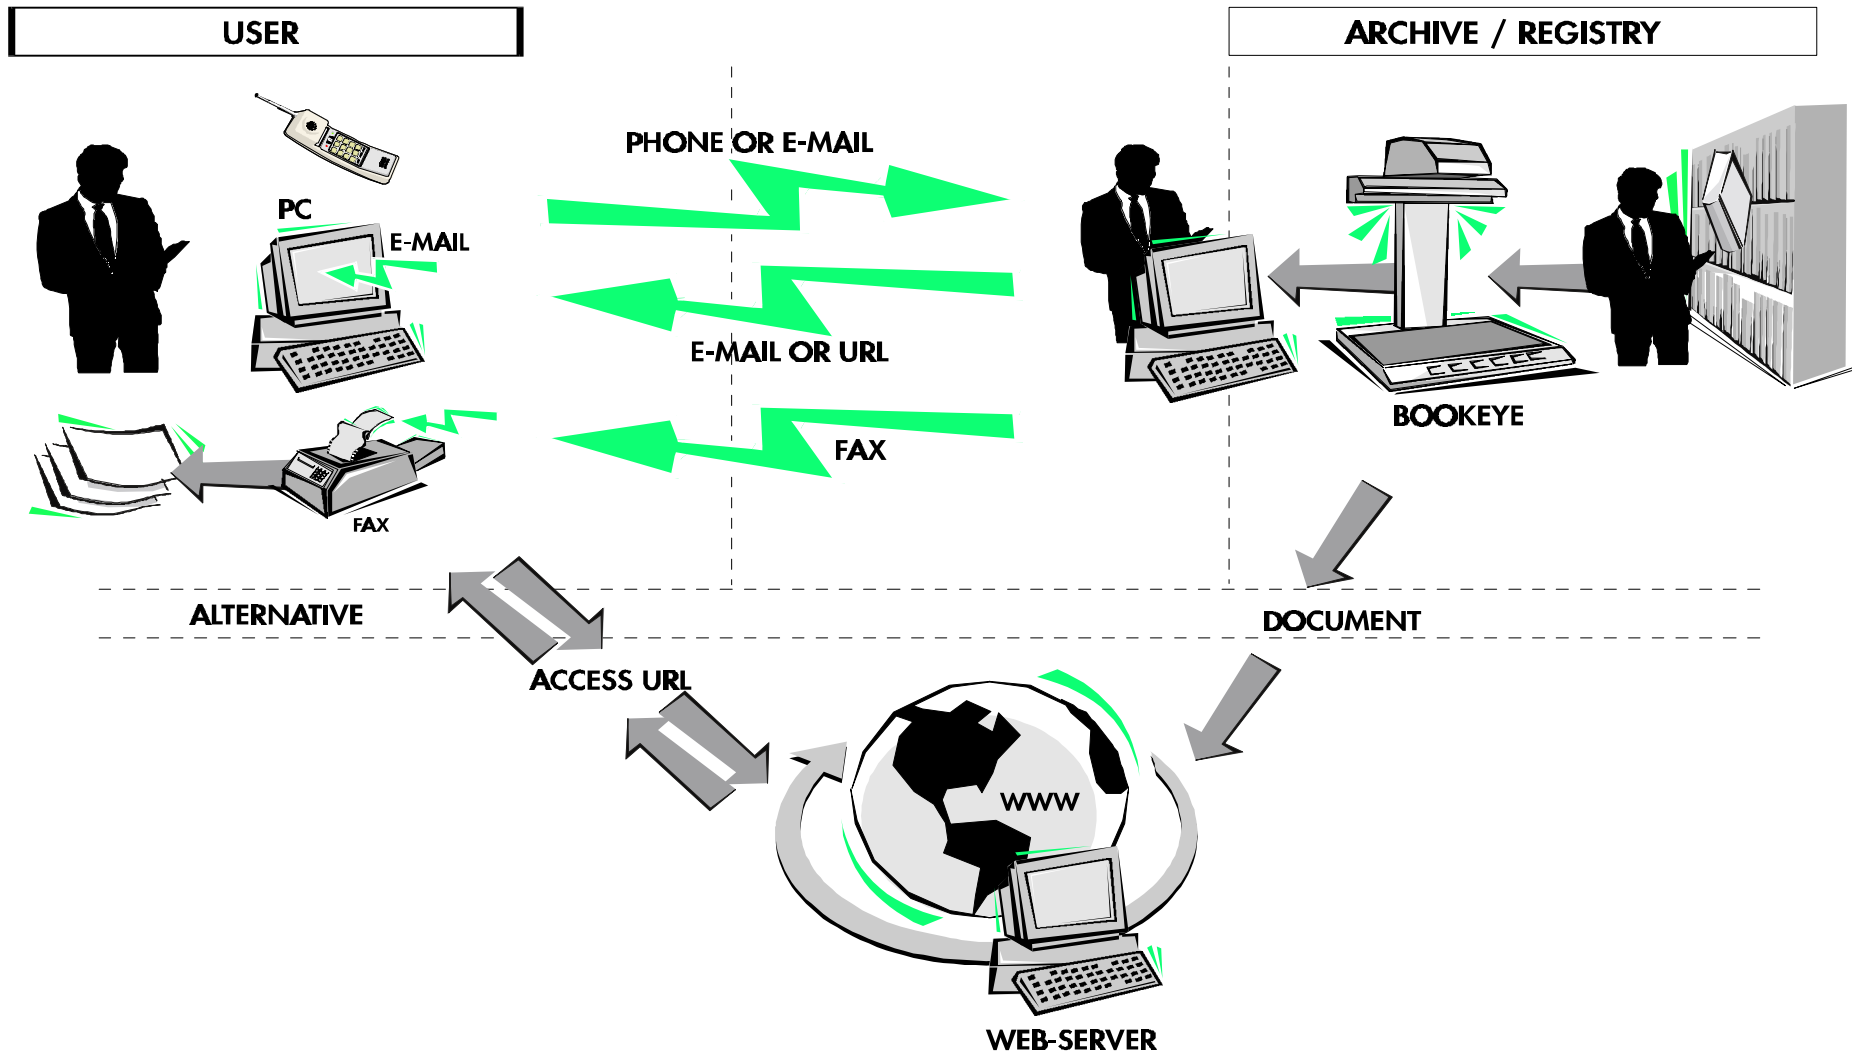 USER
ARCHIVE / REGISTRY
PHONE OR E-MAIL
PC
E-MAIL
E-MAIL OR URL
BOOKEYE
FAX
FAX
ALTERNATIVE
DOCUMENT
ACCESS URL
WWW
WEB-SERVER